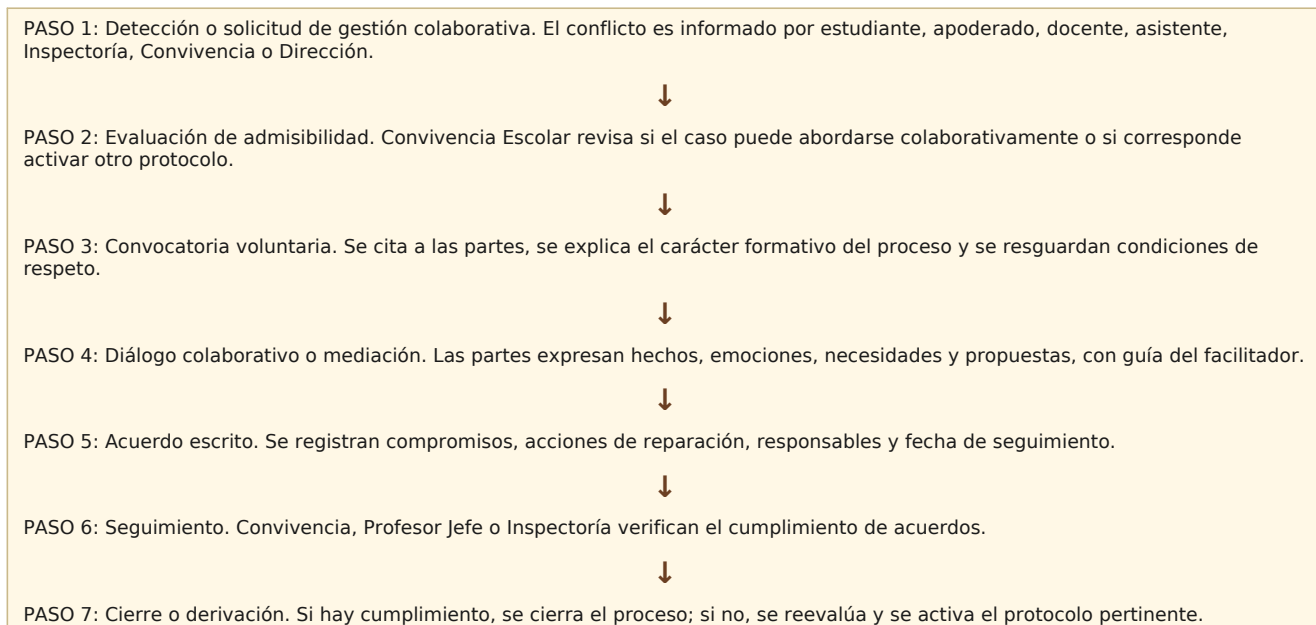 PASO 1: Detección o solicitud de gestión colaborativa. El conflicto es informado por estudiante, apoderado, docente, asistente,
Inspectoría, Convivencia o Dirección.
↓
PASO 2: Evaluación de admisibilidad. Convivencia Escolar revisa si el caso puede abordarse colaborativamente o si corresponde
activar otro protocolo.
↓
PASO 3: Convocatoria voluntaria. Se cita a las partes, se explica el carácter formativo del proceso y se resguardan condiciones de
respeto.
↓
PASO 4: Diálogo colaborativo o mediación. Las partes expresan hechos, emociones, necesidades y propuestas, con guía del facilitador.
↓
PASO 5: Acuerdo escrito. Se registran compromisos, acciones de reparación, responsables y fecha de seguimiento.
↓
PASO 6: Seguimiento. Convivencia, Profesor Jefe o Inspectoría verifican el cumplimiento de acuerdos.
↓
PASO 7: Cierre o derivación. Si hay cumplimiento, se cierra el proceso; si no, se reevalúa y se activa el protocolo pertinente.